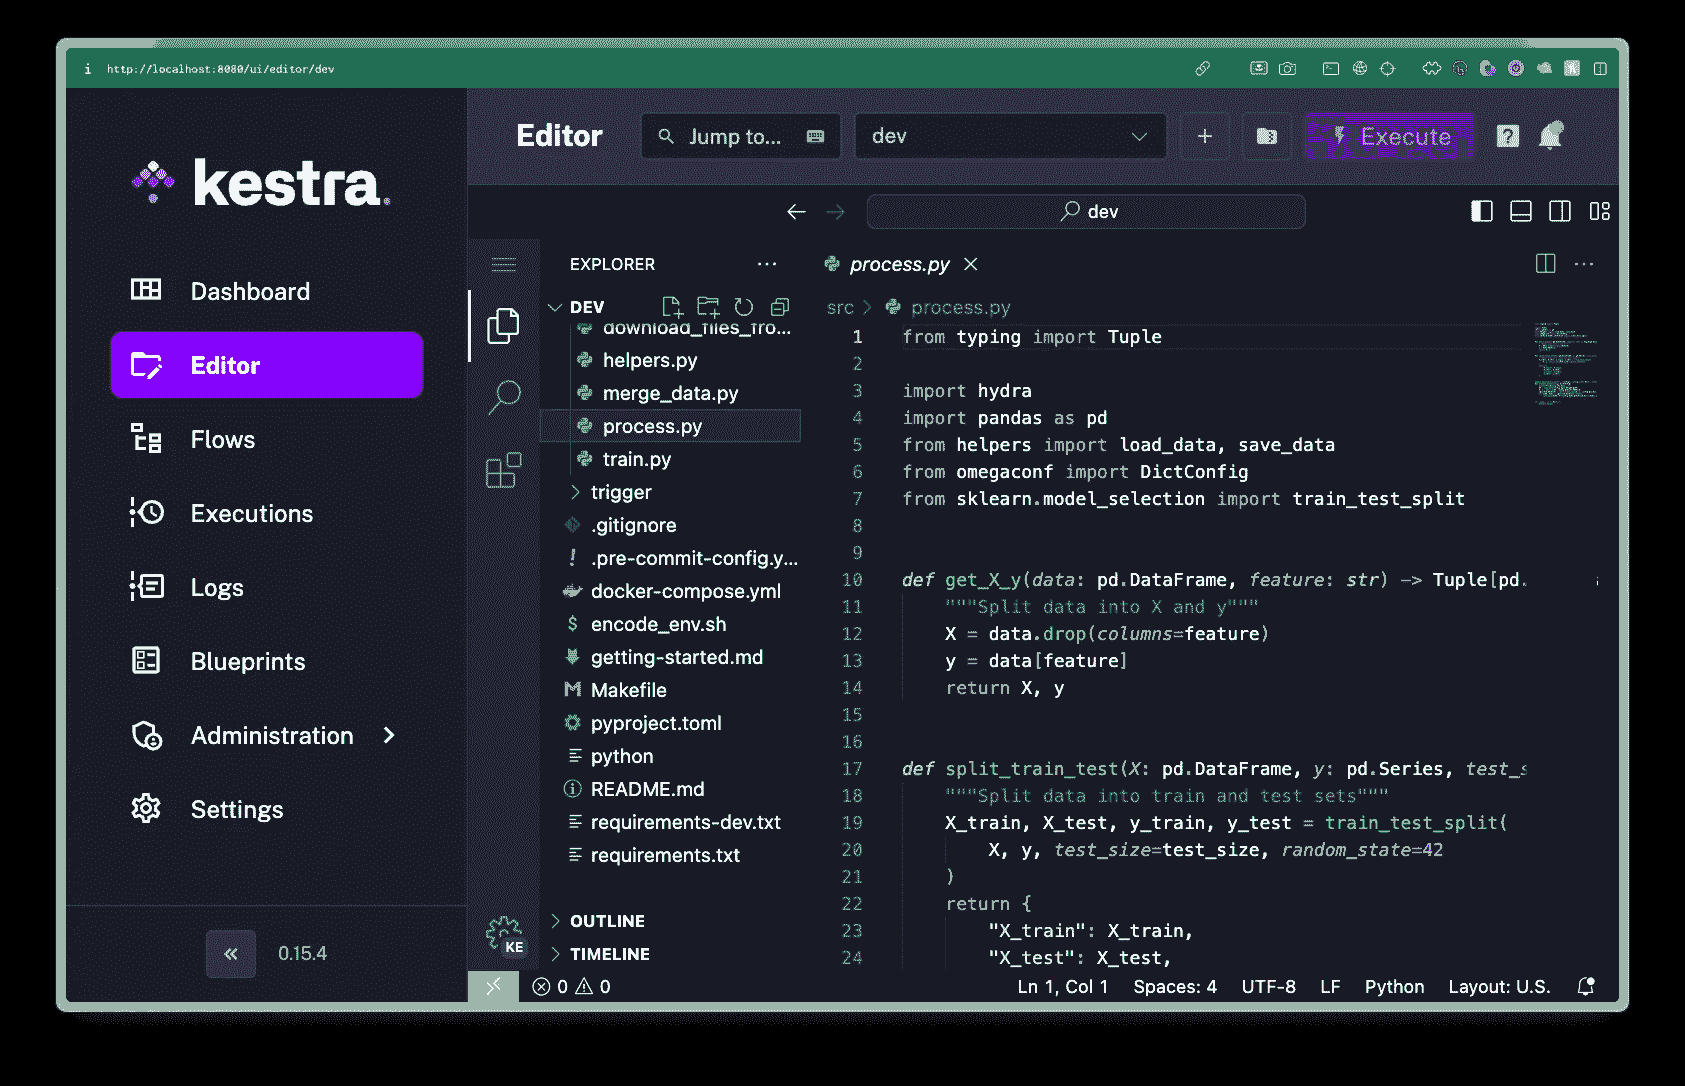 http://localhost:8080/ui/editor/dev
kestra.
Dashboard
Editor
Flows
Executions
Logs
Blueprints
Administration
Settings
0.15.4
Editor
Jump to...
dev
Execute
dev
EXPLORER
DEV
download_files_fro...
helpers.py
merge_data.py
process.py
train.py
trigger
.gitignore
.pre-commit-config.y...
docker-compose.yml
encode_env.sh
getting-started.md
Makefile
pyproject.toml
python
README.md
requirements-dev.txt
requirements.txt
OUTLINE
TIMELINE
KE
process.py
src > process.py
1 from typing import Tuple
2
3 import hydra
4 import pandas as pd
5 from helpers import load_data, save_data
6 from omegaconf import DictConfig
7 from sklearn.model_selection import train_test_split
8
9
10 def get_X_y(data: pd.DataFrame, feature: str) -> Tuple[pd.
11 """Split data into X and y"""
12 X = data.drop(columns=feature)
13 y = data[feature]
14 return X, y
15
16
17 def split_train_test(X: pd.DataFrame, y: pd.Series, test_s
18 """Split data into train and test sets"""
19 X_train, X_test, y_train, y_test = train_test_split(
20 X, y, test_size=test_size, random_state=42
21 )
22 return {
23 "X_train": X_train,
24 "X_test": X_test,
0 0
Ln 1, Col 1 Spaces: 4 UTF-8 LF Python Layout: U.S.